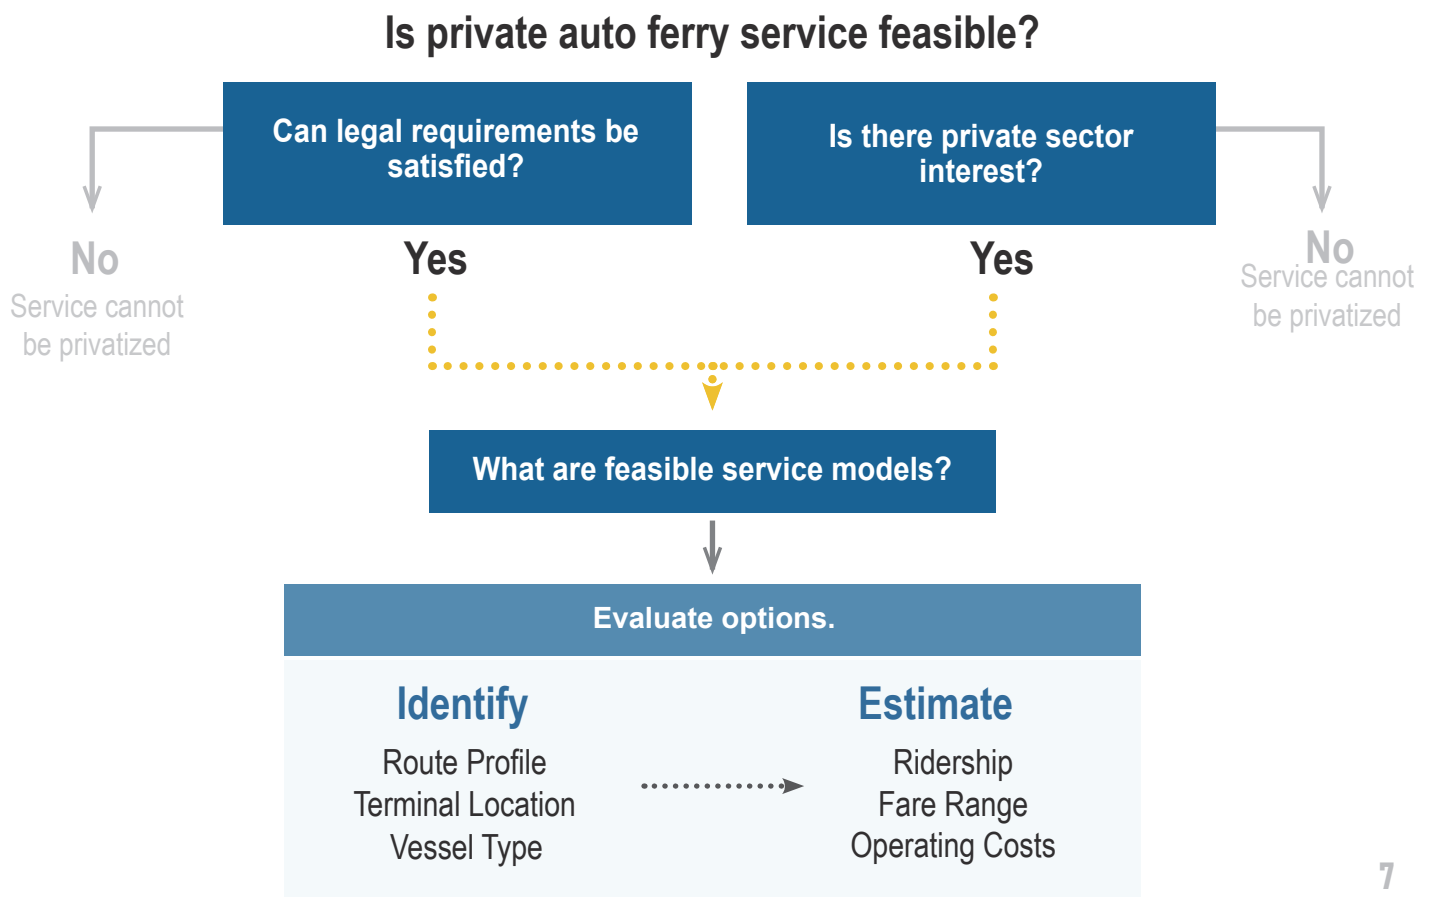 Is private auto ferry service feasible?
Can legal requirements be
satisfied?
Is there private sector
interest?
No
Service cannot
be privatized
Yes
Yes
No
Service cannot
be privatized
What are feasible service models?
Evaluate options.
Identify
Route Profile
Terminal Location
Vessel Type
Estimate
Ridership
Fare Range
Operating Costs
7